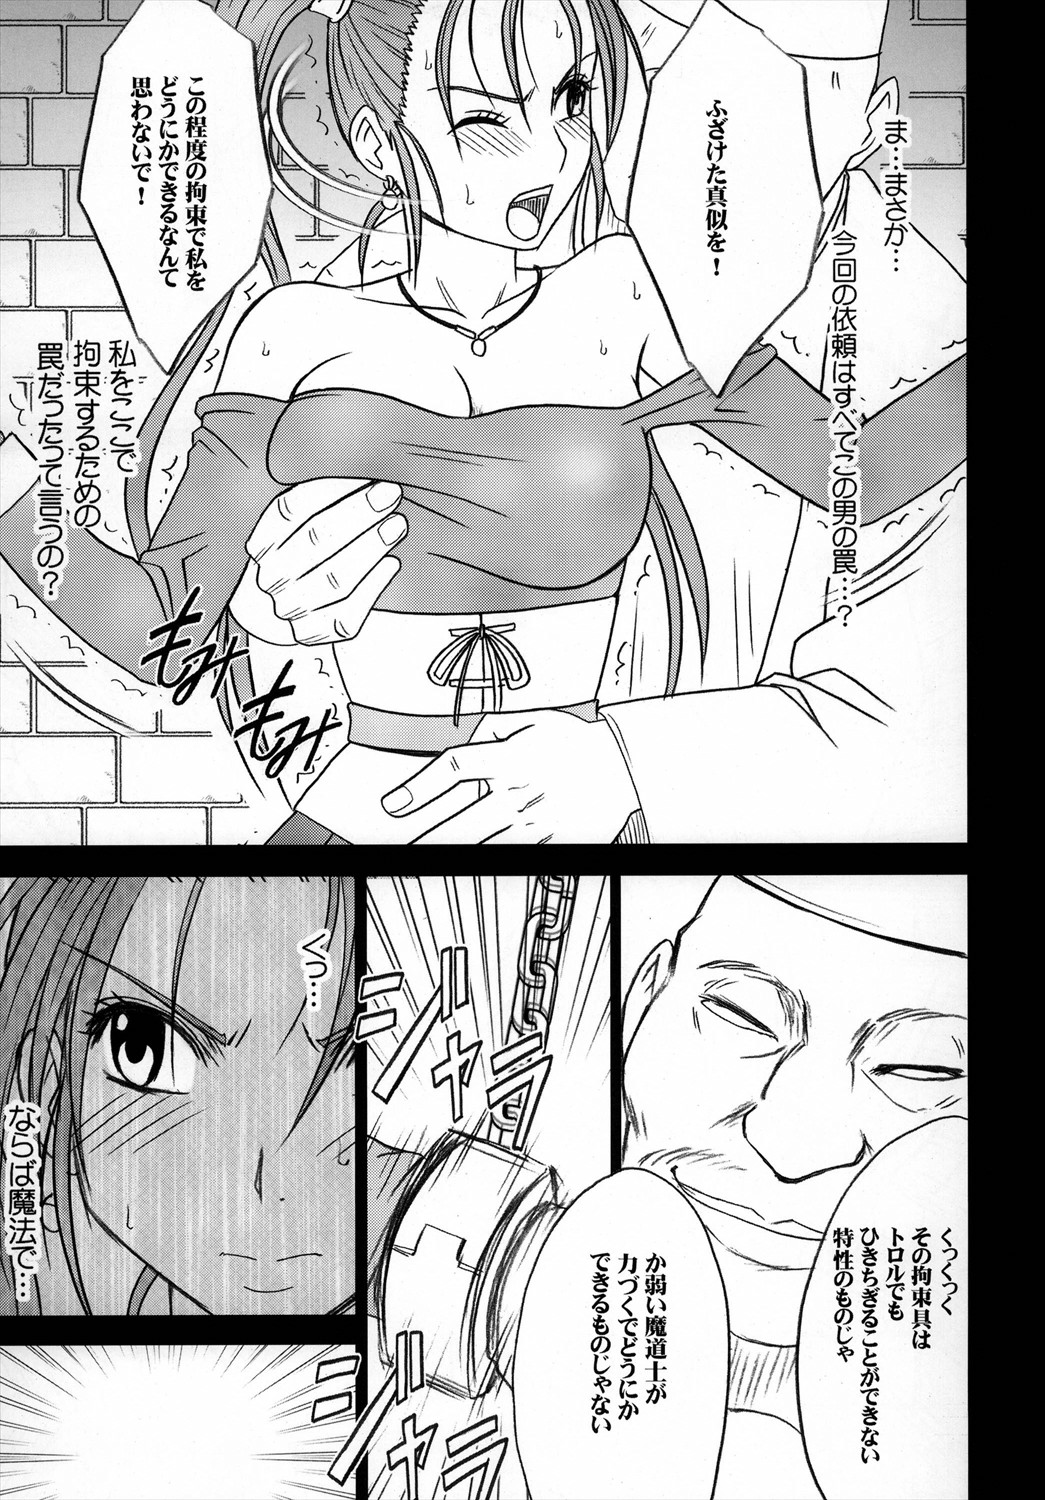 ま…まさか…
今回の依頼はすべてこの男の罠…？
ふざけた真似を！
この程度の拘束で私を
どうにかできるなんて
思わないで！
私をここで
拘束するための
罠だったって言うの？
もみ
もみ
くっくっく
その拘束具は
トロルでも
ひきちぎることができない
特性のものじゃ
か弱い魔道士が
力づくでどうにか
できるものじゃない
ジャラ
ジャラ
くっ…
ならば魔法で…